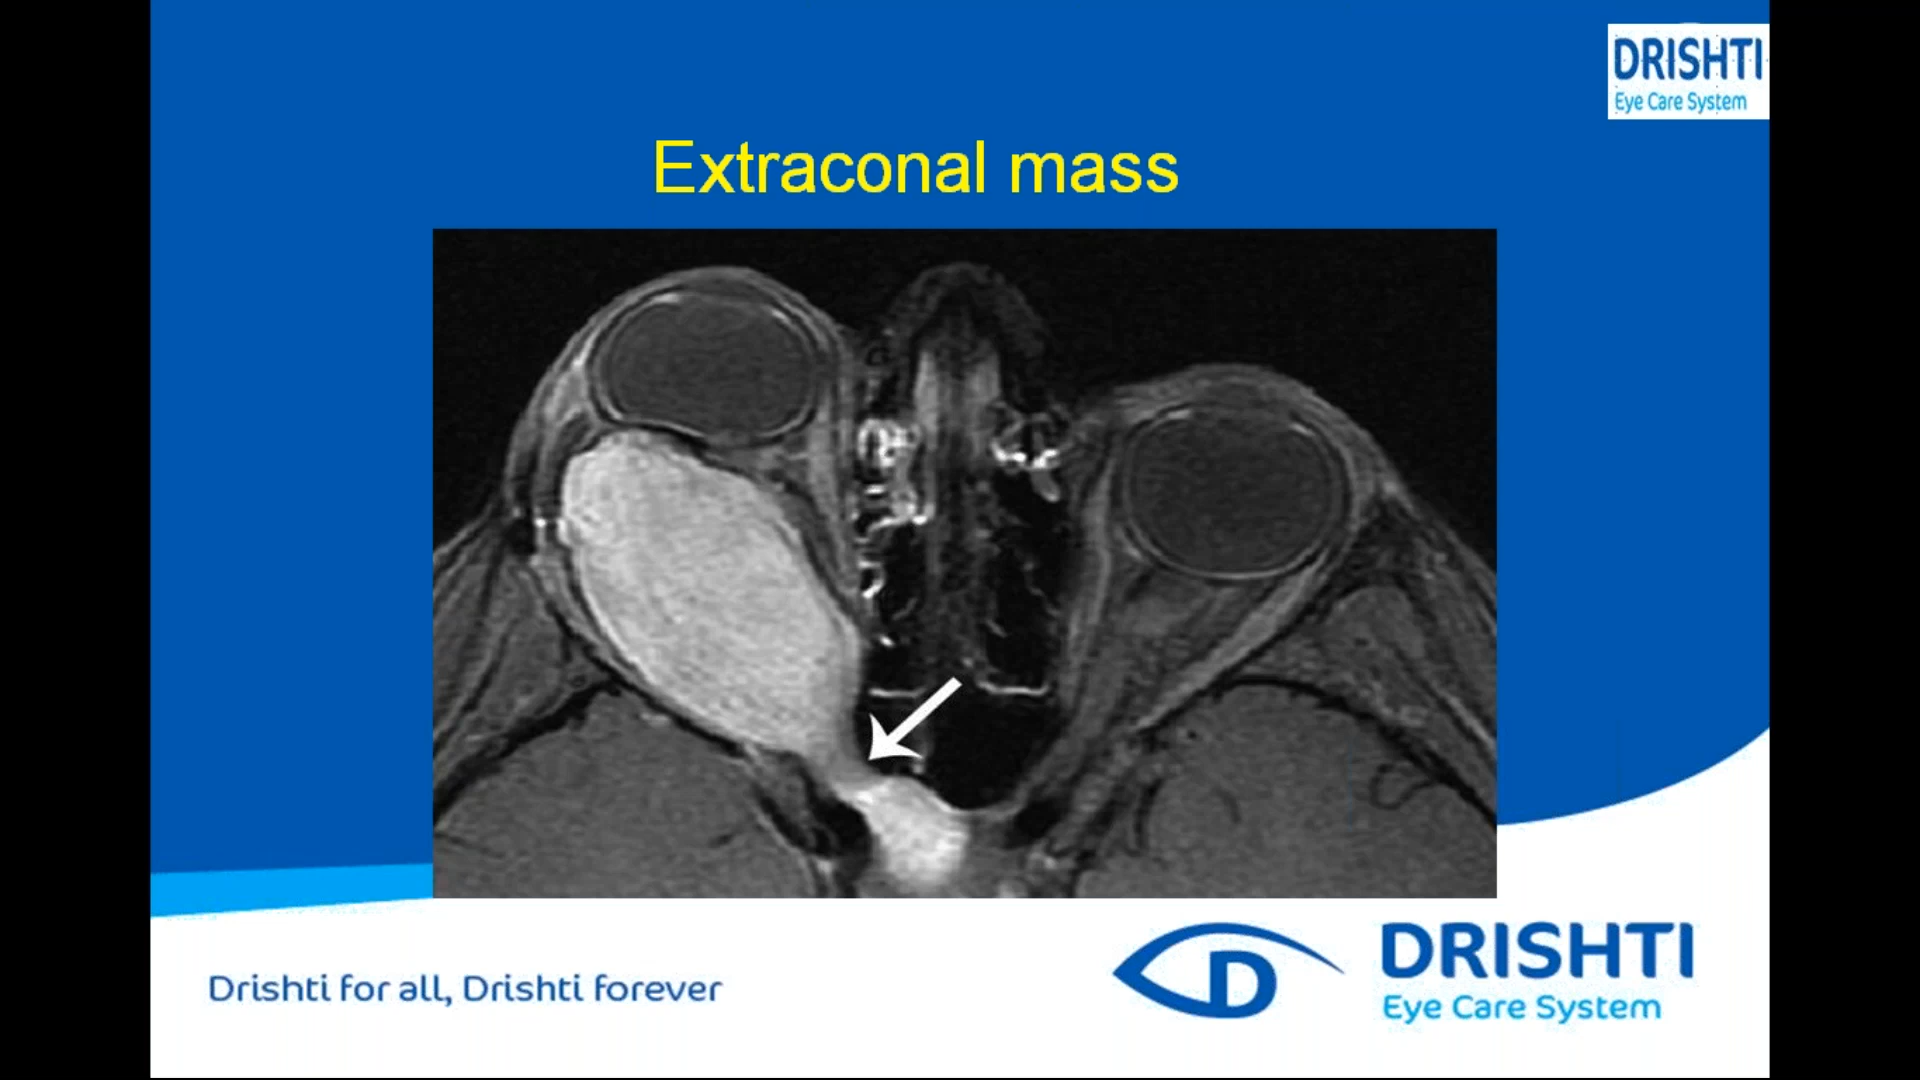 DRISHTI
Eye Care System
Extraconal mass
Drishti for all, Drishti forever
D
DRISHTI
Eye Care System